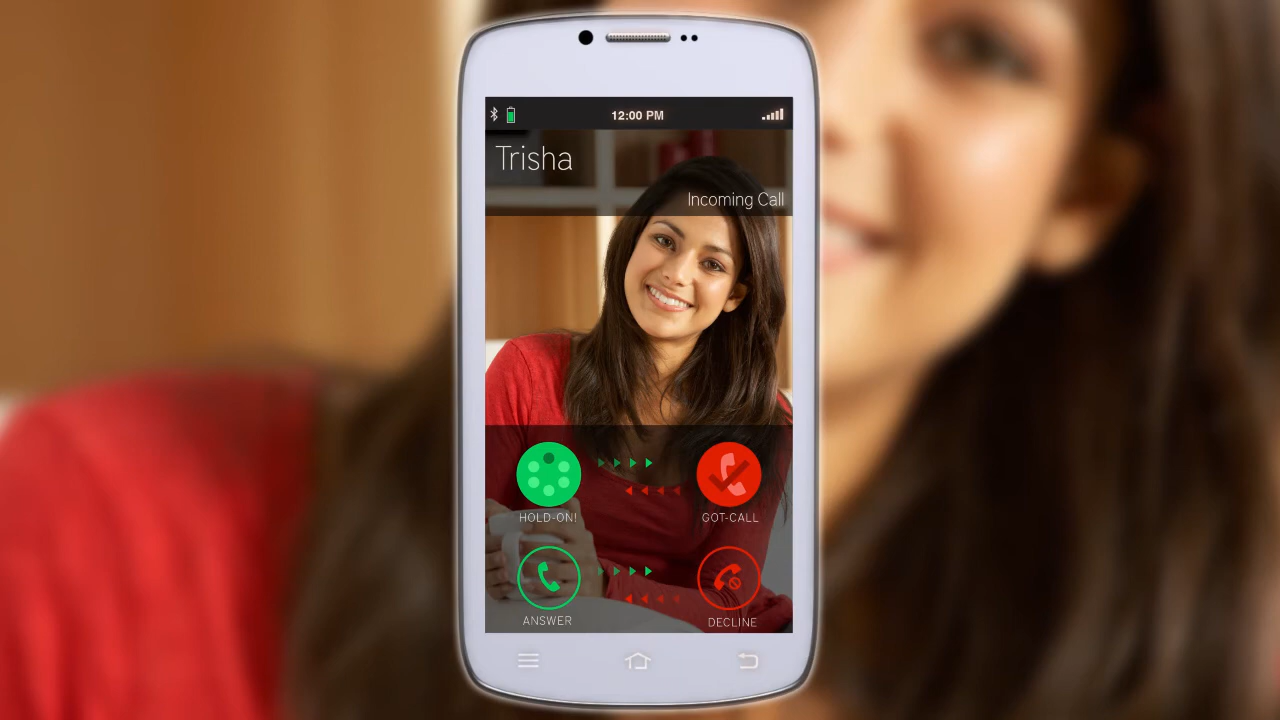 12:00 PM
Trisha
Incoming Call
HOLD-ON!
GOT-CALL
ANSWER
DECLINE